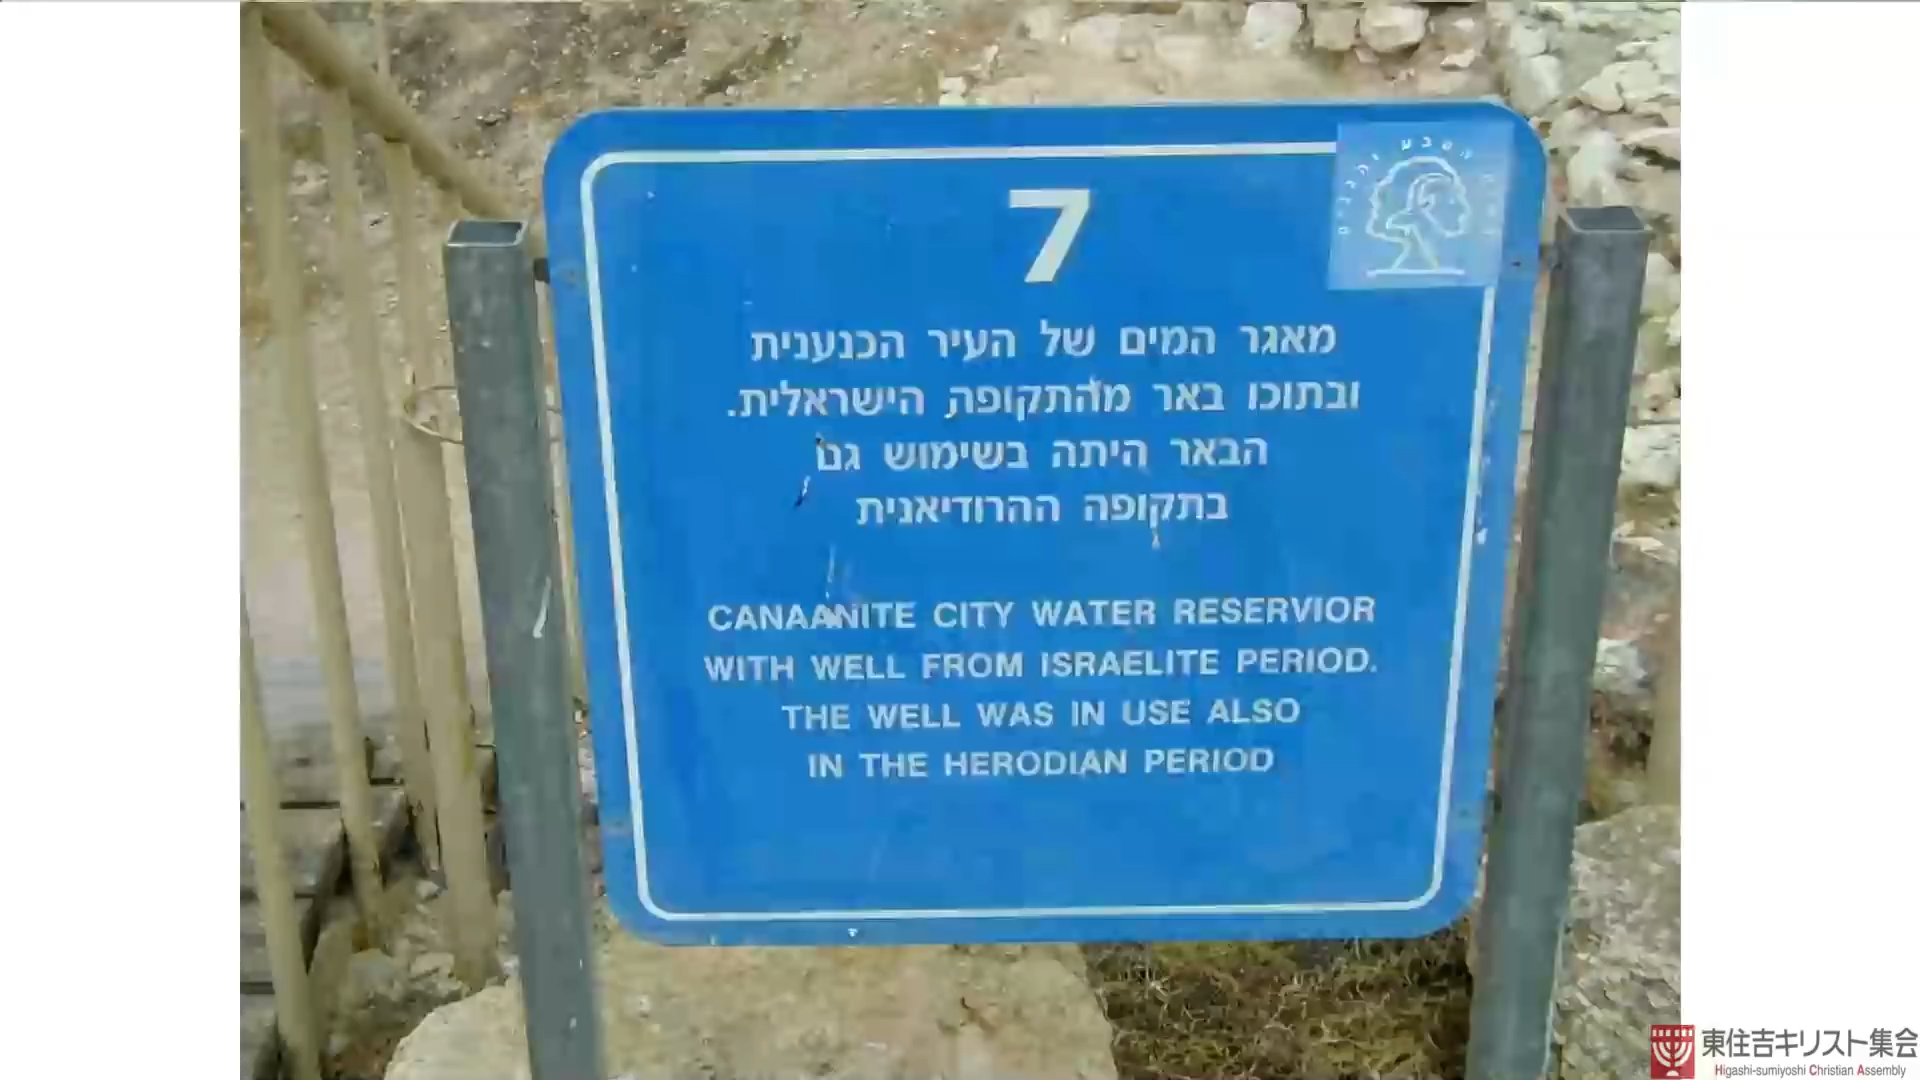 7
מאגר המים של העיר הכנענית
ובתוכו באר מהתקופה הישראלית.
הבאר היתה בשימוש גם
בתקופה ההרודיאנית
CANAANITE CITY WATER RESERVIOR
WITH WELL FROM ISRAELITE PERIOD.
THE WELL WAS IN USE ALSO
IN THE HERODIAN PERIOD
東住吉キリスト集会
Higashi-sumiyoshi Christian Assembly